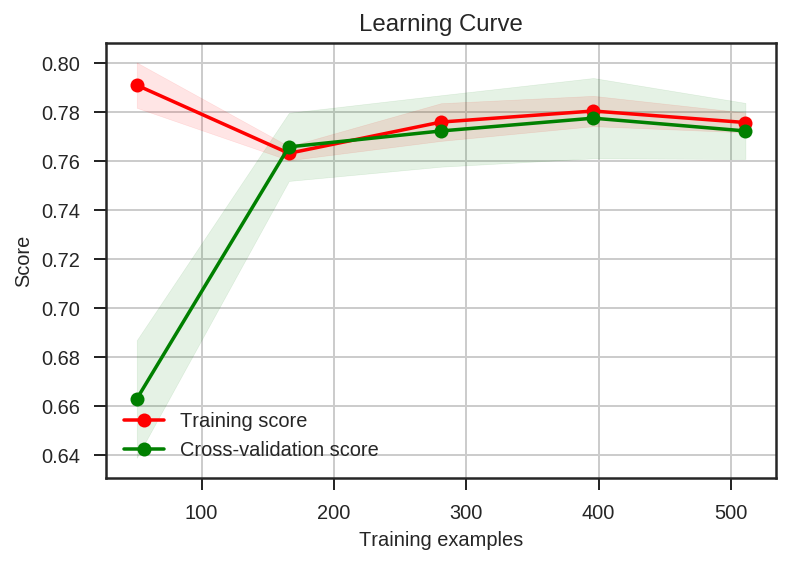 Learning Curve
0.80
0.78
0.76
0.74
0.72
0.70
0.68
0.66
0.64
Score
Training score
Cross-validation score
100 200 300 400 500
Training examples